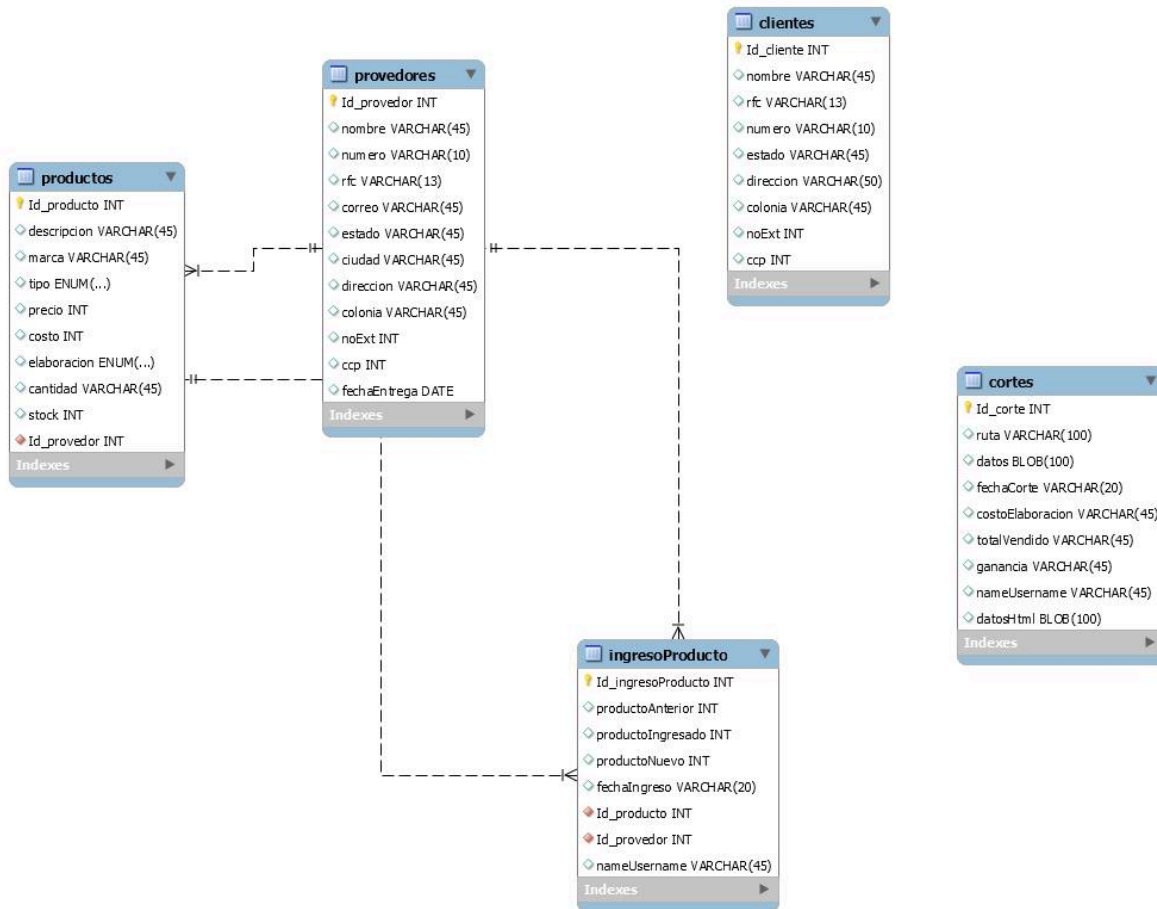 clientes
Id_cliente INT
nombre VARCHAR(45)
rfc VARCHAR(13)
numero VARCHAR(10)
estado VARCHAR(45)
direccion VARCHAR(50)
colonia VARCHAR(45)
noExt INT
ccp INT
Indexes
provedores
Id_provedor INT
nombre VARCHAR(45)
numero VARCHAR(10)
rfc VARCHAR(13)
correo VARCHAR(45)
estado VARCHAR(45)
ciudad VARCHAR(45)
direccion VARCHAR(45)
colonia VARCHAR(45)
noExt INT
ccp INT
fechaEntrega DATE
Indexes
productos
Id_producto INT
descripcion VARCHAR(45)
marca VARCHAR(45)
tipo ENUM(...)
precio INT
costo INT
elaboracion ENUM(...)
cantidad VARCHAR(45)
stock INT
Id_provedor INT
Indexes
cortes
Id_corte INT
ruta VARCHAR(100)
datos BLOB(100)
fechaCorte VARCHAR(20)
costoElaboracion VARCHAR(45)
totalVendido VARCHAR(45)
ganancia VARCHAR(45)
nameUsername VARCHAR(45)
datosHtml BLOB(100)
Indexes
ingresoProducto
Id_ingresoProducto INT
productoAnterior INT
productoIngresado INT
productoNuevo INT
fechaIngreso VARCHAR(20)
Id_producto INT
Id_provedor INT
nameUsername VARCHAR(45)
Indexes